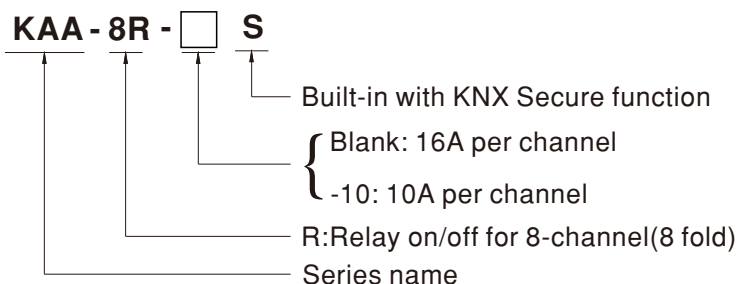 KAA - 8R - □ S
Built-in with KNX Secure function
Blank: 16A per channel
-10: 10A per channel
R:Relay on/off for 8-channel(8 fold)
Series name